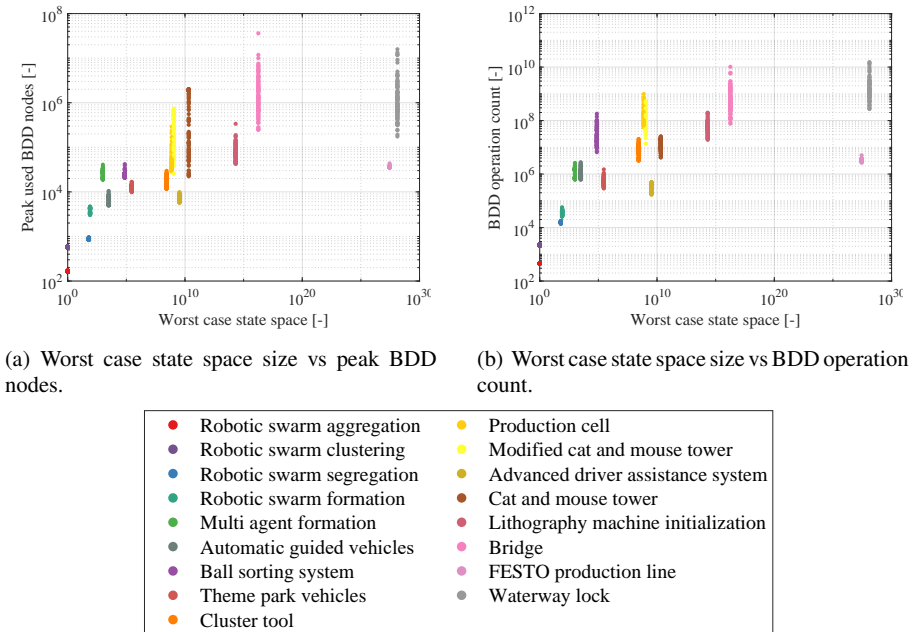 10^8
10^6
10^4
10^2
10^0
10^10
10^20
10^30
Peak used BDD nodes [-]
Worst case state space [-]
10^12
10^10
10^8
10^6
10^4
10^2
10^0
10^10
10^20
10^30
BDD operation count [-]
Worst case state space [-]
(a) Worst case state space size vs peak BDD
nodes.
(b) Worst case state space size vs BDD operation
count.
Robotic swarm aggregation
Robotic swarm clustering
Robotic swarm segregation
Robotic swarm formation
Multi agent formation
Automatic guided vehicles
Ball sorting system
Theme park vehicles
Cluster tool
Production cell
Modified cat and mouse tower
Advanced driver assistance system
Cat and mouse tower
Lithography machine initialization
Bridge
FESTO production line
Waterway lock